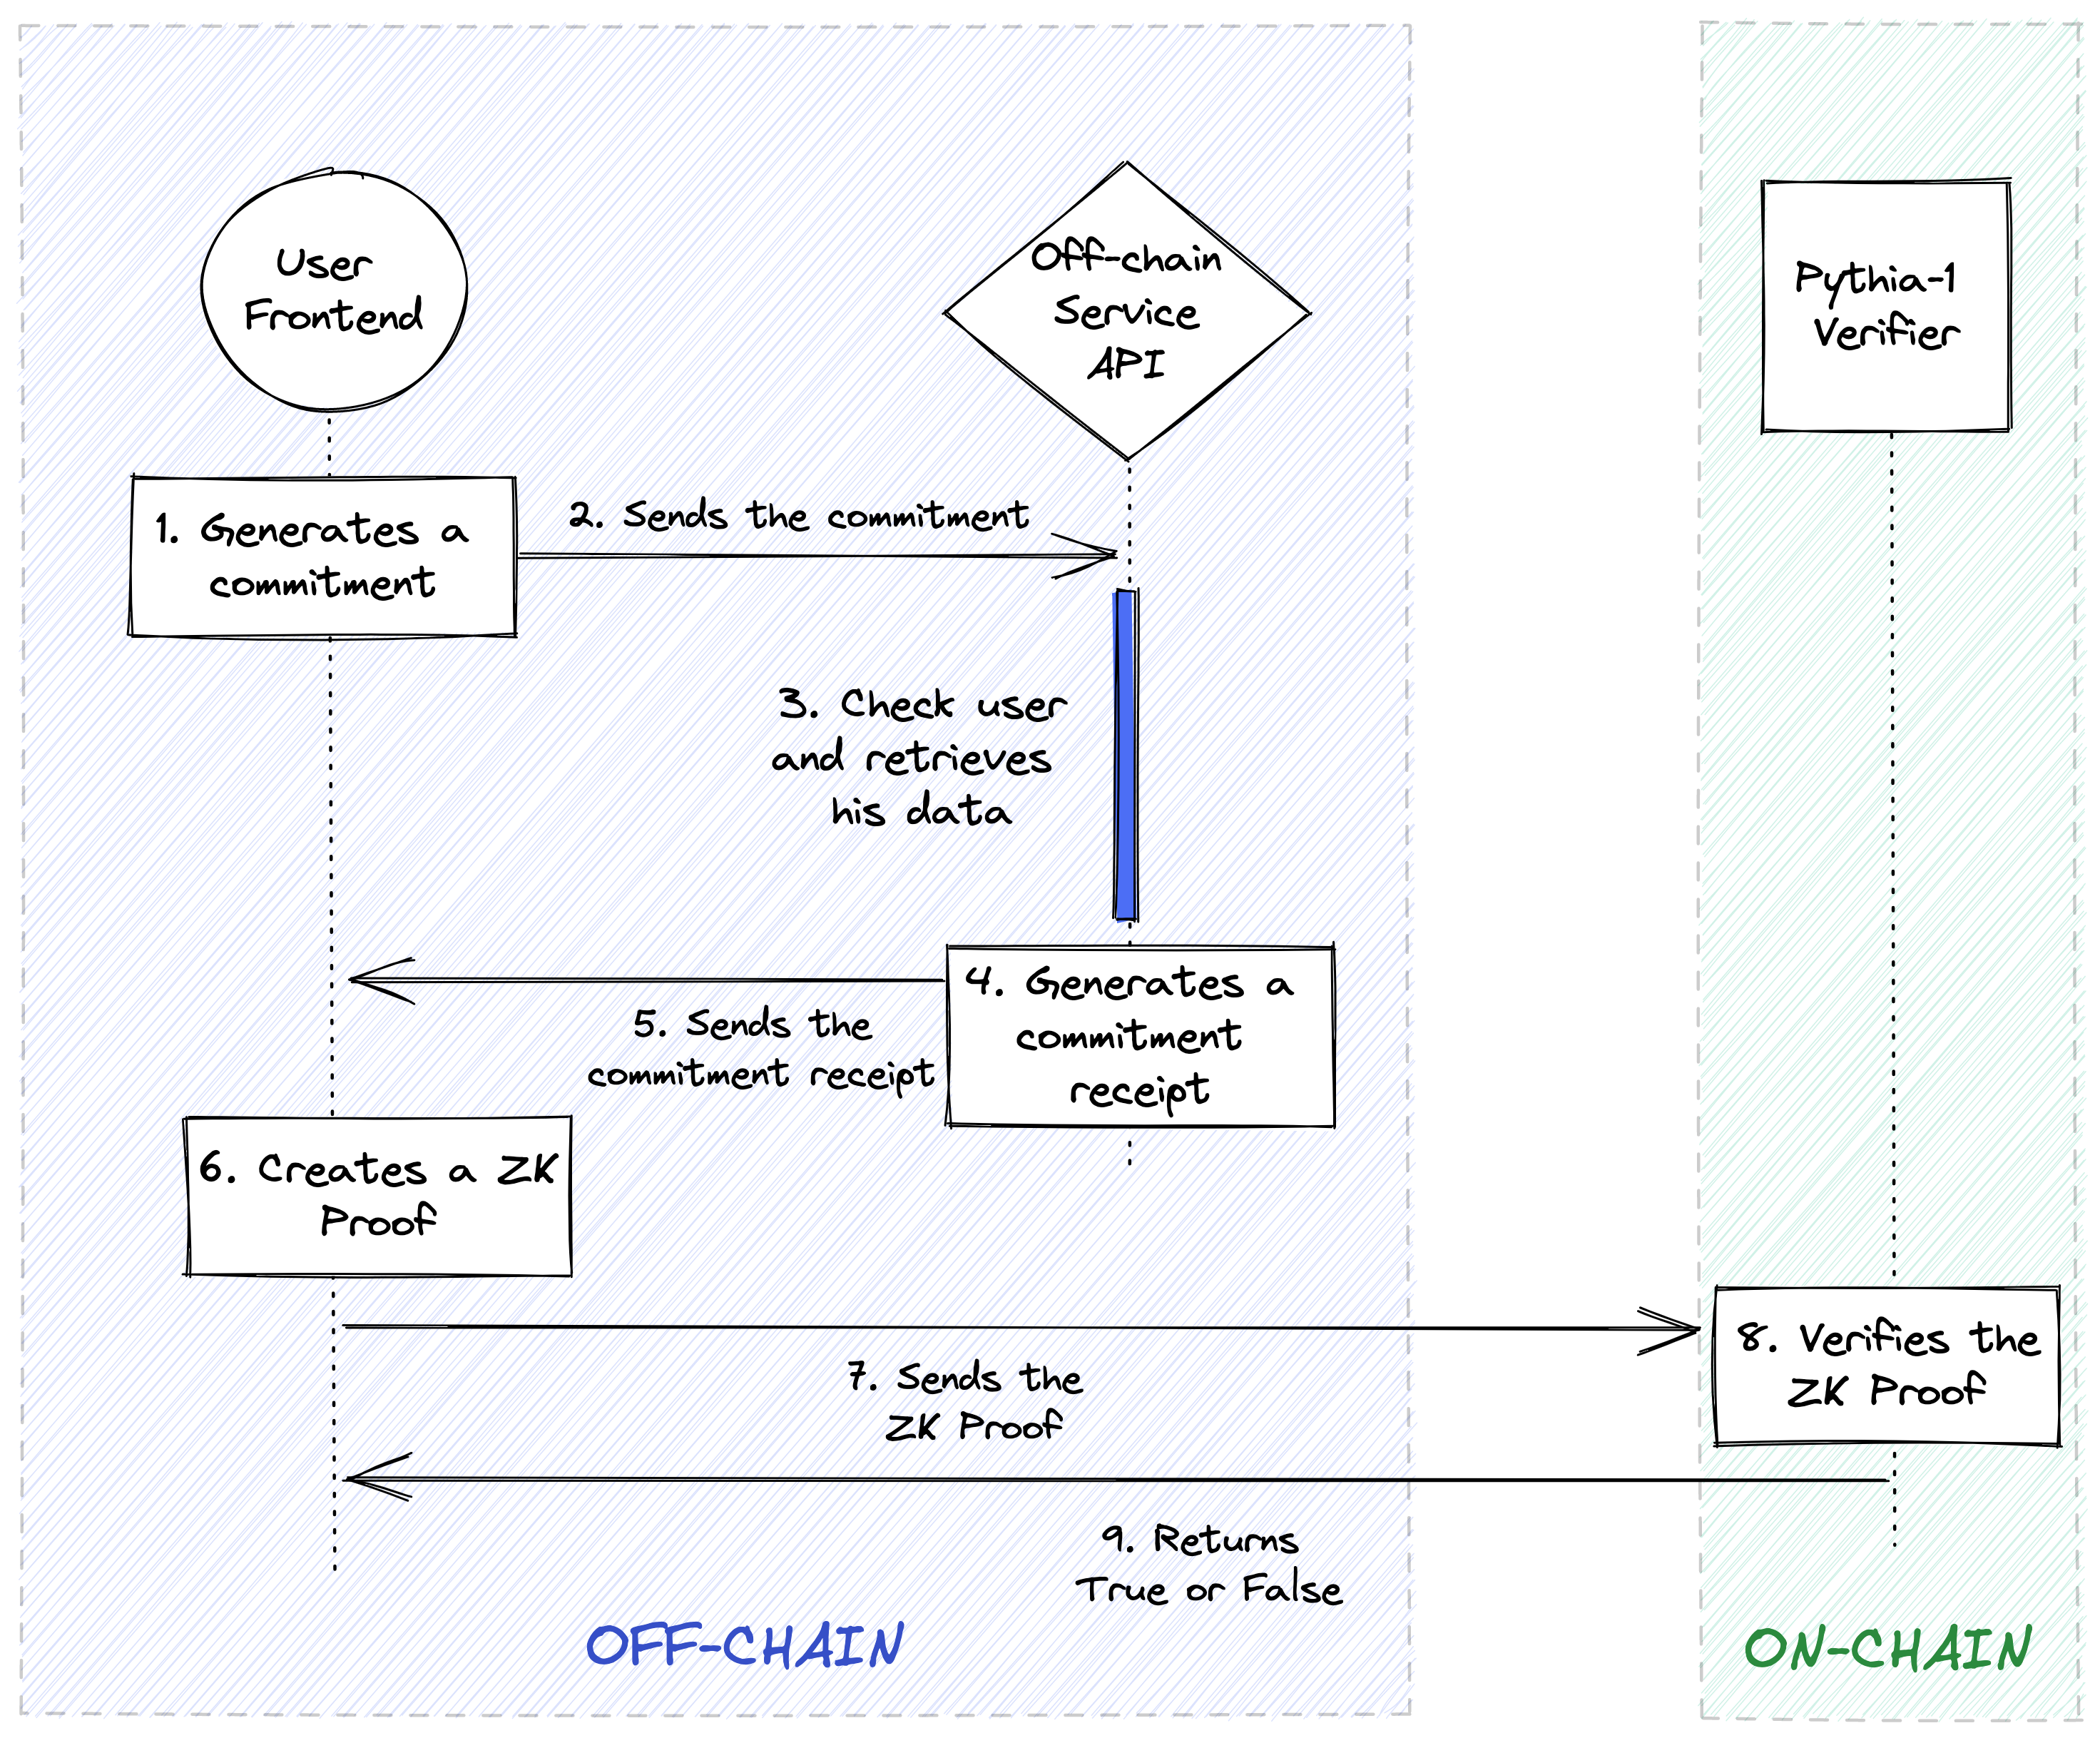 User
Frontend
Off-chain
Service
API
Pythia-1
Verifier
1. Generates a
commitment
2. Sends the commitment
3. Check user
and retrieves
his data
4. Generates a
commitment
receipt
5. Sends the
commitment receipt
6. Creates a ZK
Proof
7. Sends the
ZK Proof
8. Verifies the
ZK Proof
9. Returns
True or False
OFF-CHAIN
ON-CHAIN